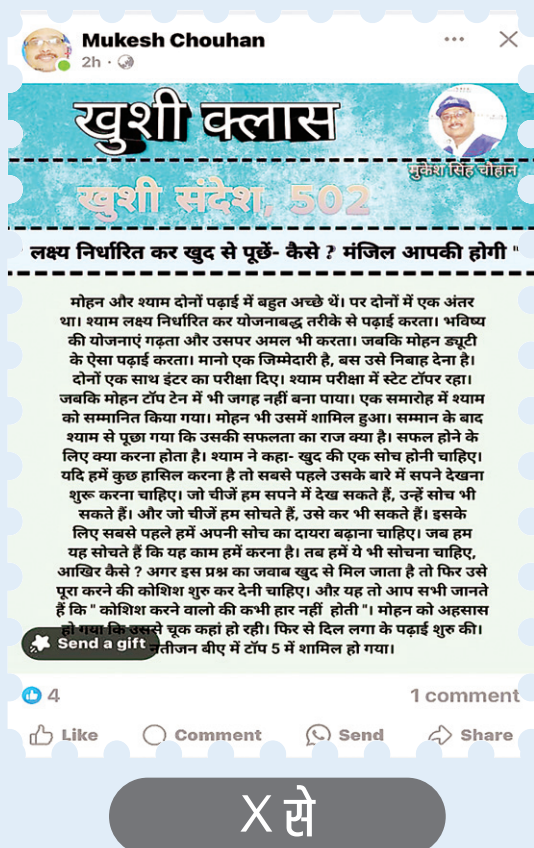 Mukesh Chouhan
2h ·
खुशी क्लास
मुकेश सिंह चौहान
खुशी संदेश, 502
लक्ष्य निर्धारित कर खुद से पूछें- कैसे ? मंजिल आपकी होगी "
मोहन और श्याम दोनों पढ़ाई में बहुत अच्छे थें। पर दोनों में एक अंतर
था। श्याम लक्ष्य निर्धारित कर योजनाबद्ध तरीके से पढ़ाई करता। भविष्य
की योजनाएं गढ़ता और उसपर अमल भी करता। जबकि मोहन ड्यूटी
के ऐसा पढ़ाई करता। मानो एक जिम्मेदारी है, बस उसे निबाह देना है।
दोनों एक साथ इंटर का परीक्षा दिए। श्याम परीक्षा में स्टेट टॉपर रहा।
जबकि मोहन टॉप टेन में भी जगह नहीं बना पाया। एक समारोह में श्याम
को सम्मानित किया गया। मोहन भी उसमें शामिल हुआ। सम्मान के बाद
श्याम से पूछा गया कि उसकी सफलता का राज क्या है। सफल होने के
लिए क्या करना होता है। श्याम ने कहा- खुद की एक सोच होनी चाहिए।
यदि हमें कुछ हासिल करना है तो सबसे पहले उसके बारे में सपने देखना
शुरू करना चाहिए। जो चीजें हम सपने में देख सकते हैं, उन्हें सोच भी
सकते हैं। और जो चीजें हम सोचते हैं, उसे कर भी सकते हैं। इसके
लिए सबसे पहले हमें अपनी सोच का दायरा बढ़ाना चाहिए। जब हम
यह सोचते हैं कि यह काम हमें करना है। तब हमें ये भी सोचना चाहिए,
आखिर कैसे ? अगर इस प्रश्न का जवाब खुद से मिल जाता है तो फिर उसे
पूरा करने की कोशिश शुरु कर देनी चाहिए। और यह तो आप सभी जानते
हैं कि " कोशिश करने वालो की कभी हार नहीं होती "। मोहन को अहसास
हो गया कि उससे चूक कहां हो रही। फिर से दिल लगा के पढ़ाई शुरु की।
Send a gift
नतीजन बीए में टॉप 5 में शामिल हो गया।
4
1 comment
Like
Comment
Send
Share
X से